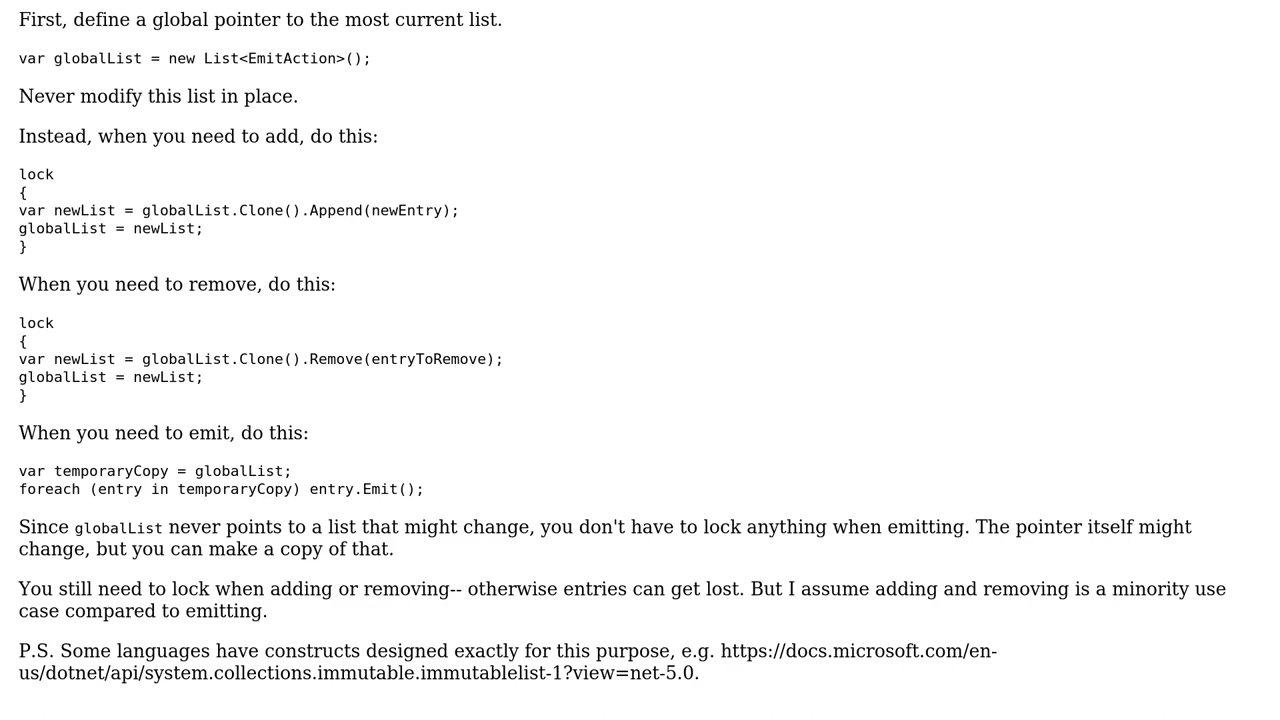 First, define a global pointer to the most current list.
var globalList = new List<EmitAction>();
Never modify this list in place.
Instead, when you need to add, do this:
lock
{
var newList = globalList.Clone().Append(newEntry);
globalList = newList;
}
When you need to remove, do this:
lock
{
var newList = globalList.Clone().Remove(entryToRemove);
globalList = newList;
}
When you need to emit, do this:
var temporaryCopy = globalList;
foreach (entry in temporaryCopy) entry.Emit();
Since globalList never points to a list that might change, you don't have to lock anything when emitting. The pointer itself might
change, but you can make a copy of that.
You still need to lock when adding or removing-- otherwise entries can get lost. But I assume adding and removing is a minority use
case compared to emitting.
P.S. Some languages have constructs designed exactly for this purpose, e.g. https://docs.microsoft.com/en-
us/dotnet/api/system.collections.immutable.immutablelist-1?view=net-5.0.